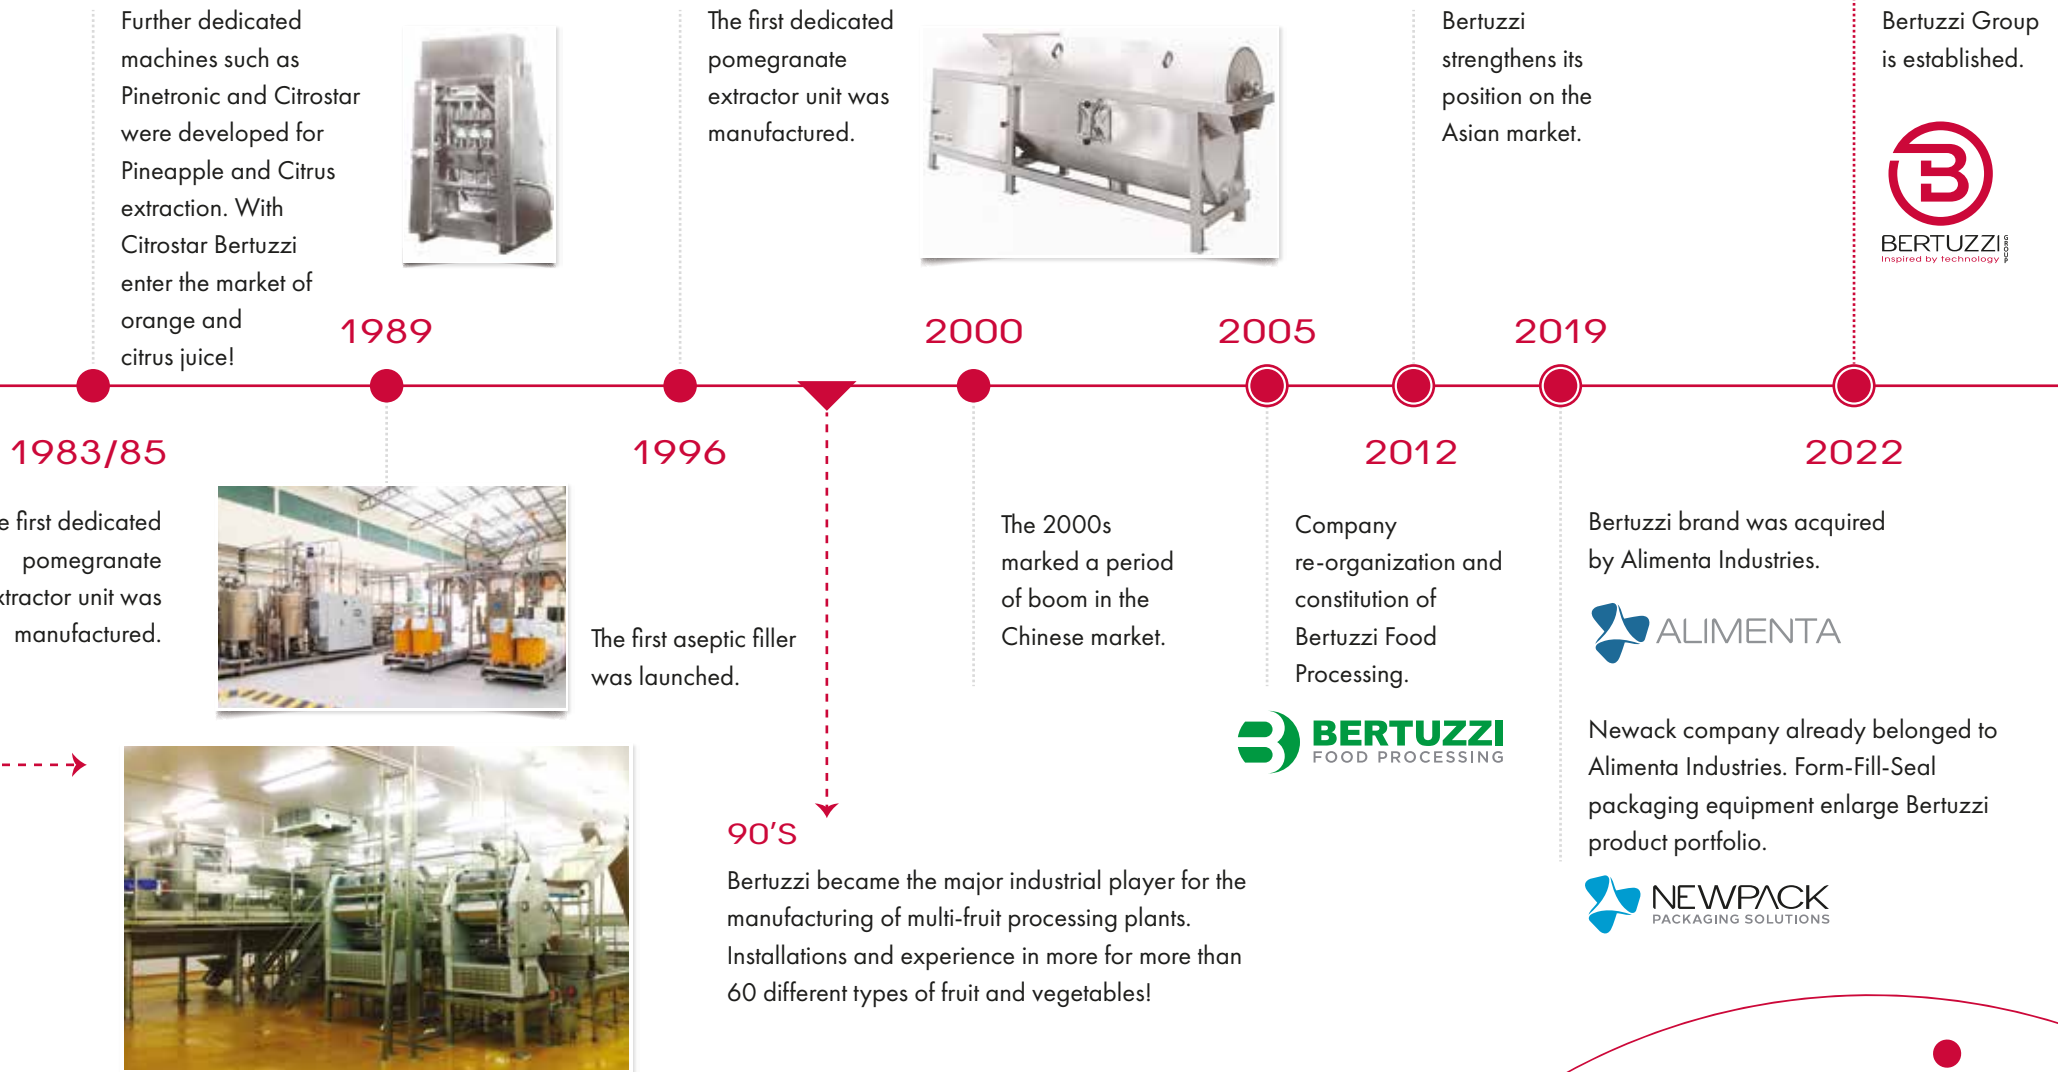 Further dedicated
machines such as
Pinetronic and Citrostar
were developed for
Pineapple and Citrus
extraction. With
Citrostar Bertuzzi
enter the market of
orange and
citrus juice!
The first dedicated
pomegranate
extractor unit was
manufactured.
Bertuzzi
strengthens its
position on the
Asian market.
Bertuzzi Group
is established.
BERTUZZI GROUP
Inspired by technology
1989
2000
2005
2019
1983/85
1996
2012
2022
e first dedicated
pomegranate
xtractor unit was
manufactured.
The first aseptic filler
was launched.
The 2000s
marked a period
of boom in the
Chinese market.
Company
re-organization and
constitution of
Bertuzzi Food
Processing.
BERTUZZI
FOOD PROCESSING
Bertuzzi brand was acquired
by Alimenta Industries.
ALIMENTA
Newack company already belonged to
Alimenta Industries. Form-Fill-Seal
packaging equipment enlarge Bertuzzi
product portfolio.
NEWPACK
PACKAGING SOLUTIONS
90'S
Bertuzzi became the major industrial player for the
manufacturing of multi-fruit processing plants.
Installations and experience in more for more than
60 different types of fruit and vegetables!